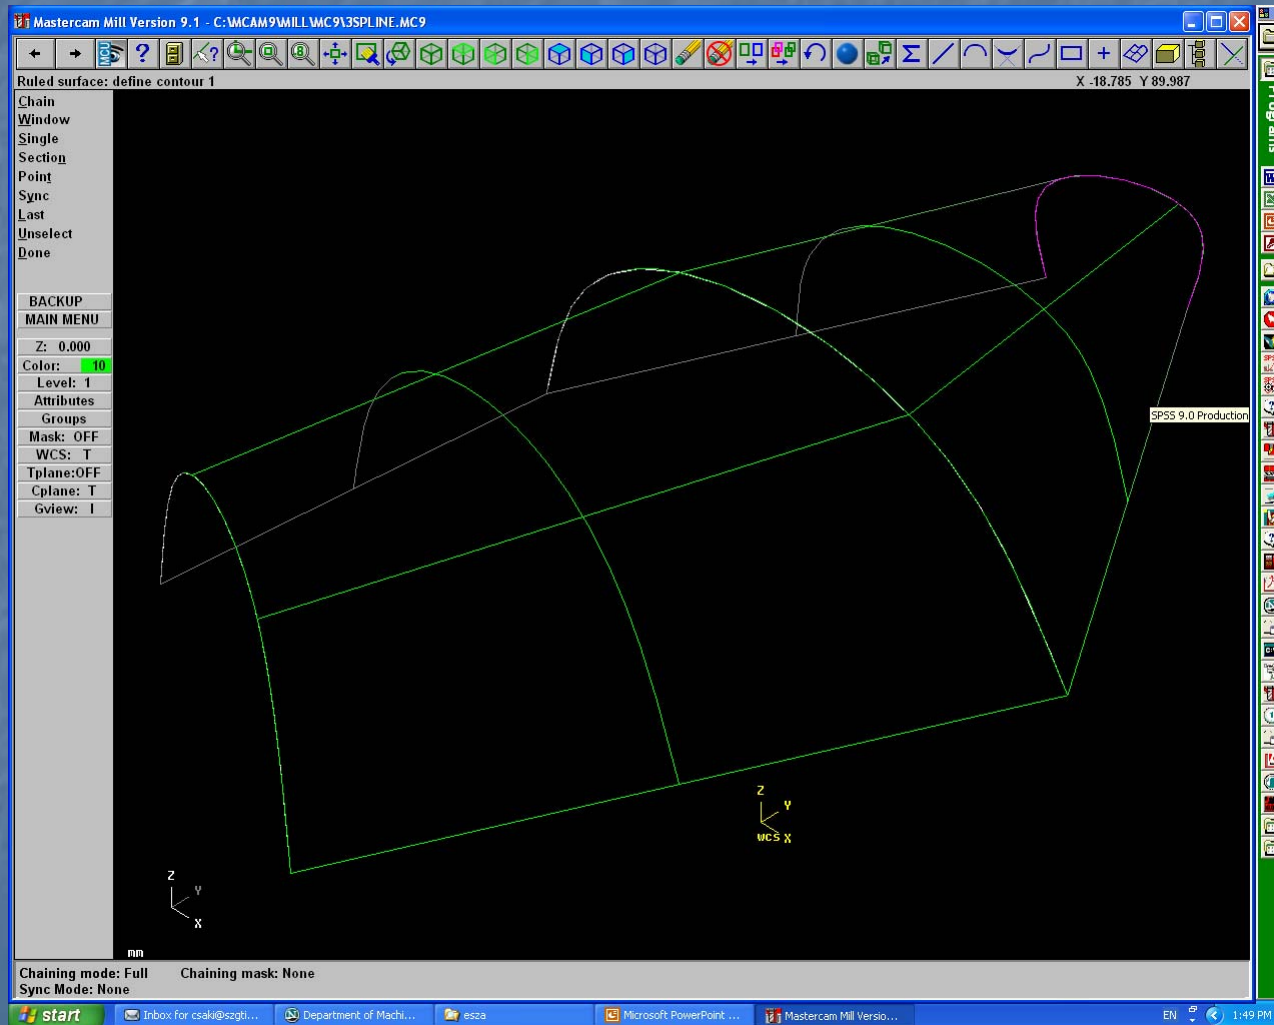 Mastercam Mill Version 9.1 - C:\MCAM9\MILL\MC9\3SPLINE.MC9
Ruled surface: define contour 1
X -18.785 Y 89.987
Chain
Window
Single
Section
Point
Sync
Last
Unselect
Done
BACKUP
MAIN MENU
Z: 0.000
Color: 10
Level: 1
Attributes
Groups
Mask: OFF
WCS: T
Tplane:OFF
Cplane: T
Gview: I
SPSS 9.0 Production
Z
Y
WCS X
Z
Y
X
mm
Chaining mode: Full Chaining mask: None
Sync Mode: None
start
Inbox for csaki@szgti...
Department of Machi...
esza
Microsoft PowerPoint ...
Mastercam Mill Versio...
EN
1:49 PM